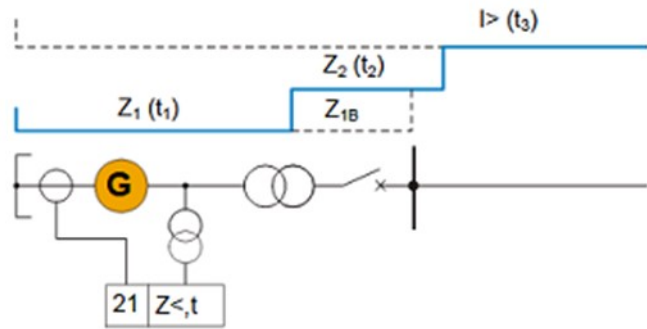 I> (t₃)
Z₂ (t₂)
Z₁ (t₁)
Z₁B
G
21 Z<,t